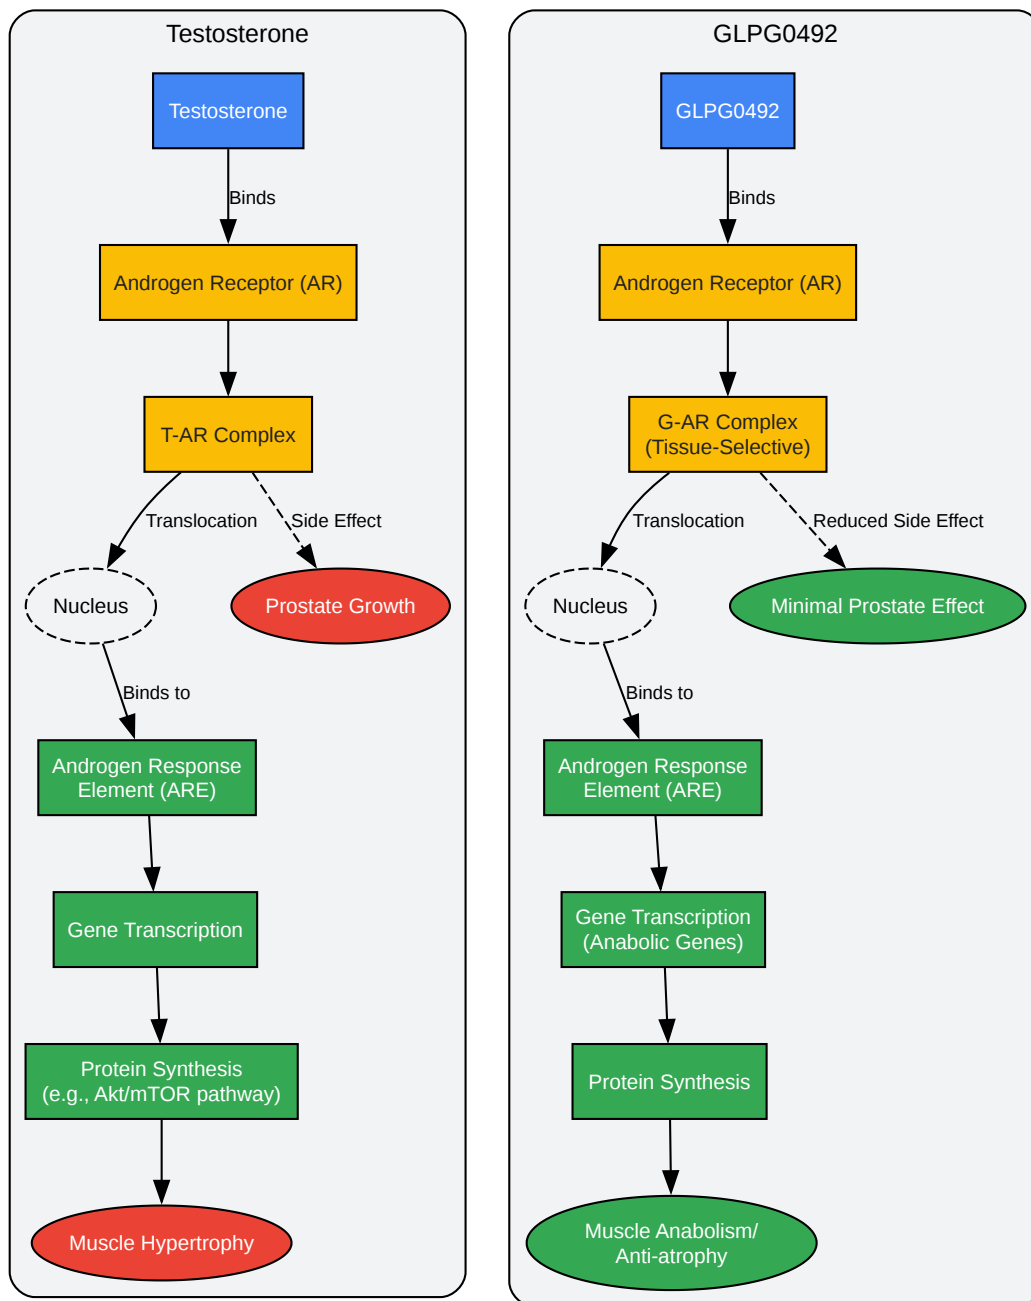 Testosterone
Testosterone
Binds
Androgen Receptor (AR)
T-AR Complex
Translocation
Side Effect
Nucleus
Prostate Growth
Binds to
Androgen Response
Element (ARE)
Gene Transcription
Protein Synthesis
(e.g., Akt/mTOR pathway)
Muscle Hypertrophy
GLPG0492
GLPG0492
Binds
Androgen Receptor (AR)
G-AR Complex
(Tissue-Selective)
Translocation
Reduced Side Effect
Nucleus
Minimal Prostate Effect
Binds to
Androgen Response
Element (ARE)
Gene Transcription
(Anabolic Genes)
Protein Synthesis
Muscle Anabolism/
Anti-atrophy